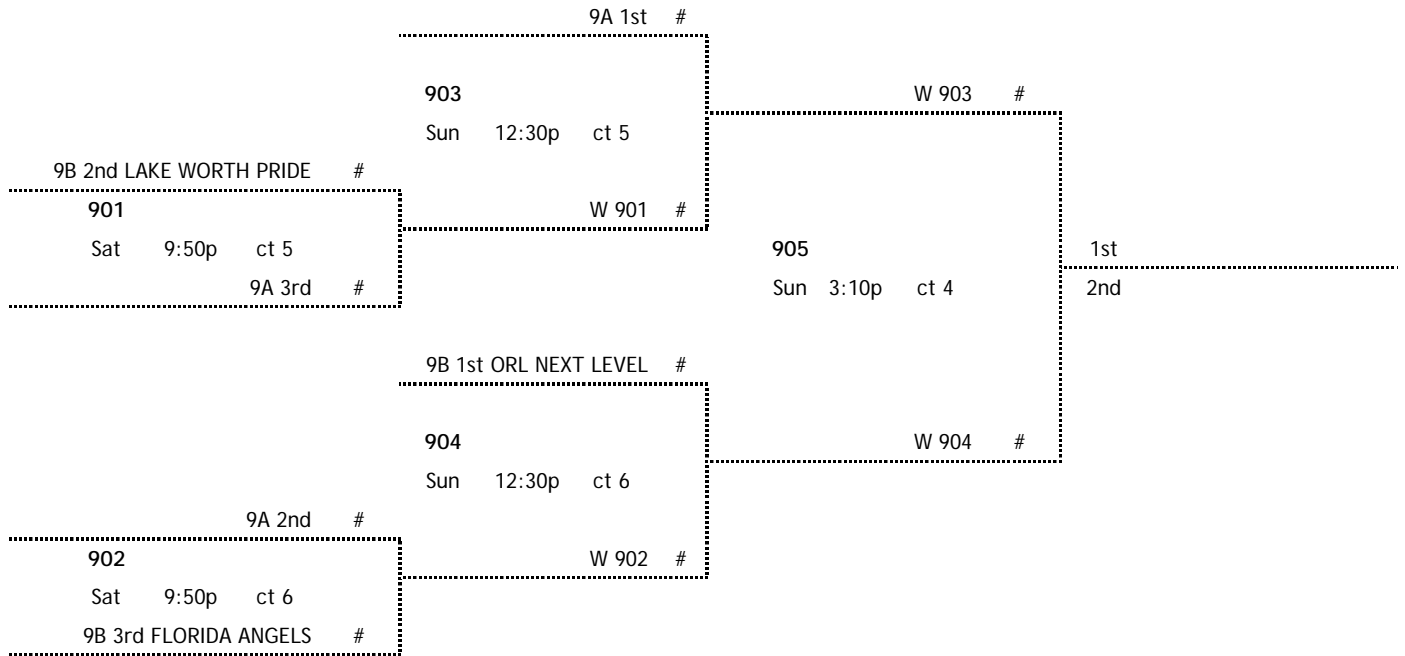 9A 1st #
903 W 903 #
Sun 12:30p ct 5
9B 2nd LAKE WORTH PRIDE #
901 W 901 #
Sat 9:50p ct 5 905 1st
9A 3rd # Sun 3:10p ct 4 2nd
9B 1st ORL NEXT LEVEL #
904 W 904 #
Sun 12:30p ct 6
9A 2nd #
902 W 902 #
Sat 9:50p ct 6
9B 3rd FLORIDA ANGELS #